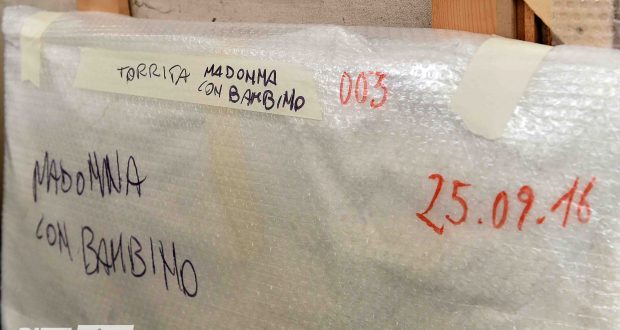 TORRITA MADONNA
CON BAMBINO
003
MADONNA
CON BAMBINO
25.09.16